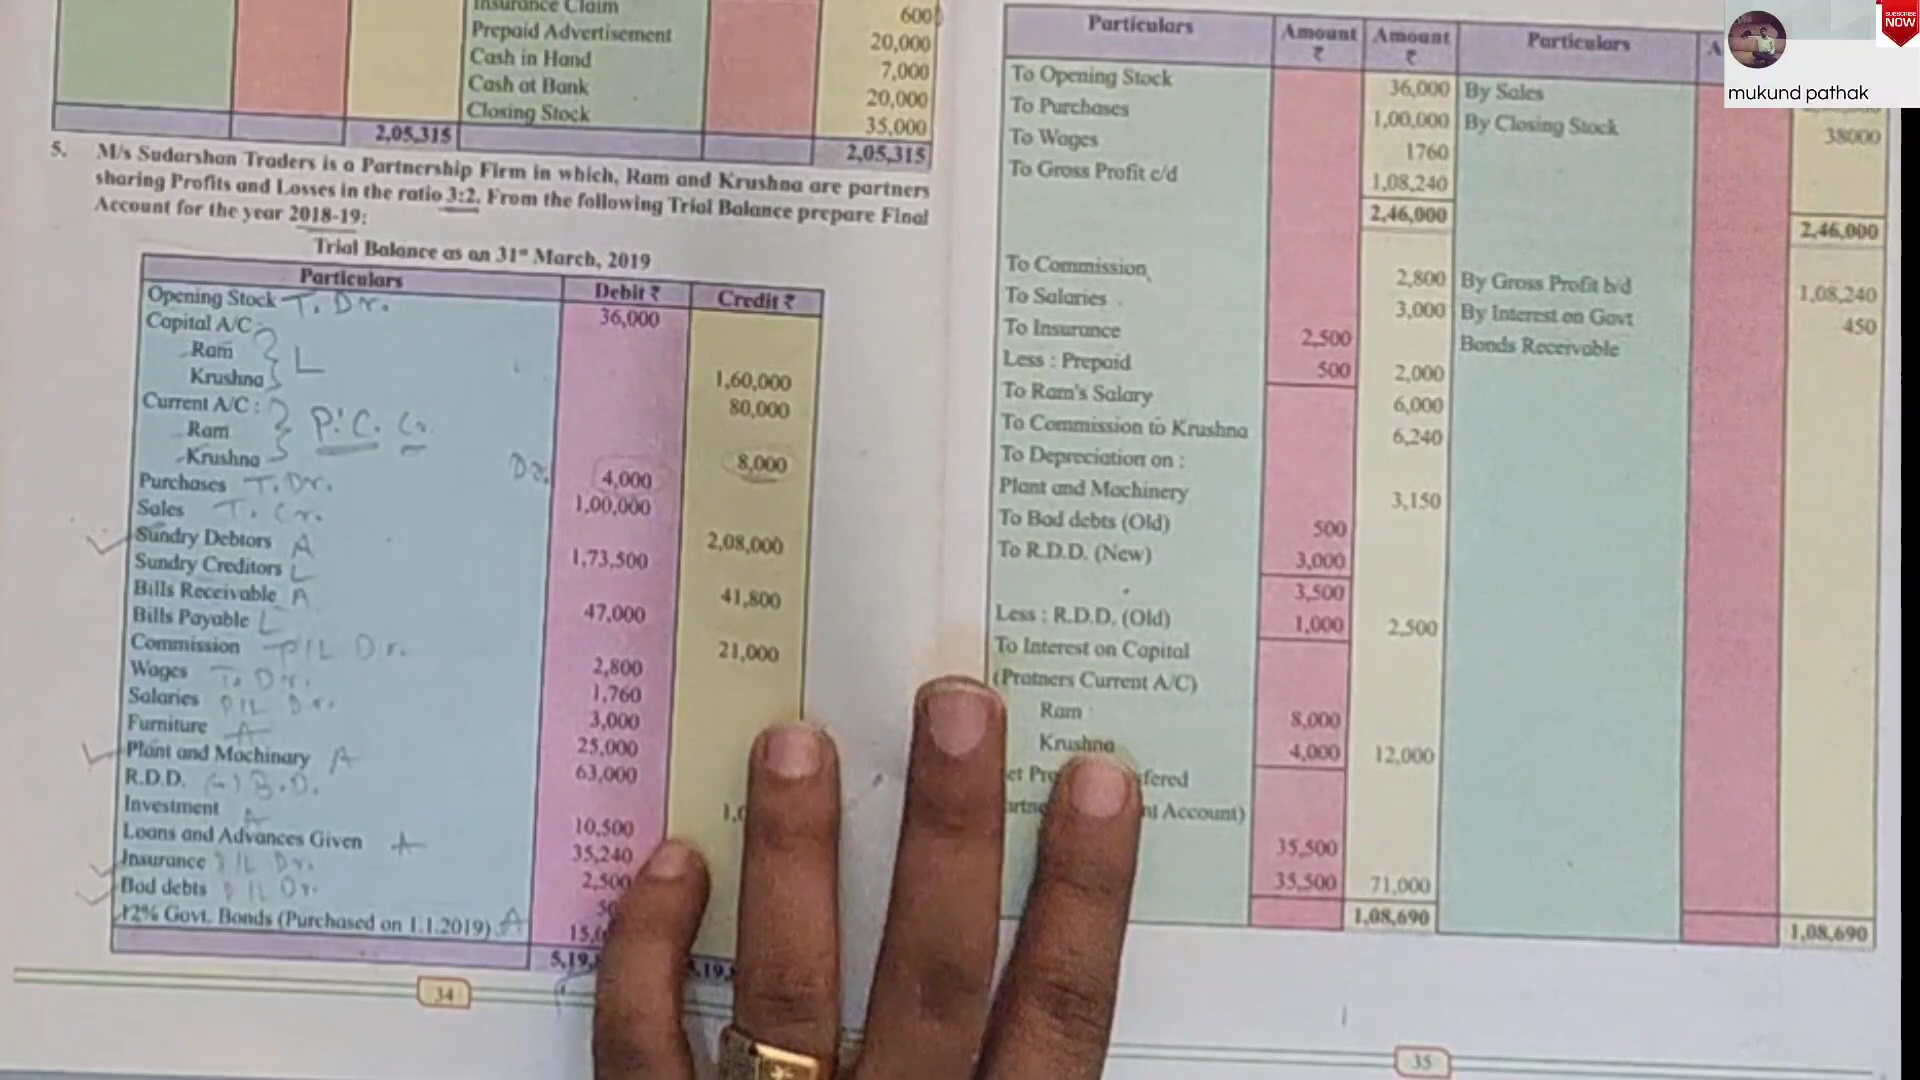 Insurance Claim 600
Prepaid Advertisement 20,000
Cash in Hand 7,000
Cash at Bank 20,000
Closing Stock 35,000
2,05,315 2,05,315
5. M/s Sudarshan Traders is a Partnership Firm in which, Ram and Krushna are partners
sharing Profits and Losses in the ratio 3:2. From the following Trial Balance prepare Final
Account for the year 2018-19:
Trial Balance as an 31st March, 2019
Particulars Debit ₹ Credit ₹
Opening Stock T. Dr. 36,000
Capital A/C
Ram L 1,60,000
Krushna 80,000
Current A/C :
Ram P.C. 8,000
Krushna Dr. 4,000
Purchases T. Dr. 1,00,000
Sales T. Cr. 2,08,000
Sundry Debtors A 1,73,500
Sundry Creditors L 41,800
Bills Receivable A 47,000
Bills Payable L 21,000
Commission P/L Dr. 2,800
Wages T. Dr. 1,760
Salaries P/L Dr. 3,000
Furniture A 25,000
Plant and Machinary A 63,000
R.D.D.
Investment A 10,500
Loans and Advances Given A 35,240
Insurance P/L Dr. 2,500
Bad debts P/L Dr.
12% Govt. Bonds (Purchased on 1.1.2019) A
34
Particulars Amount ₹ Amount ₹ Particulars
To Opening Stock 36,000 By Sales
To Purchases 1,00,000 By Closing Stock 38000
To Wages 1760
To Gross Profit c/d 1,08,240
2,46,000 2,46,000
To Commission 2,800 By Gross Profit b/d 1,08,240
To Salaries 3,000 By Interest on Govt 450
To Insurance 2,500 Bonds Receivable
Less : Prepaid 500 2,000
To Ram's Salary 6,000
To Commission to Krushna 6,240
To Depreciation on :
Plant and Machinery 3,150
To Bad debts (Old) 500
To R.D.D. (New) 3,000
3,500
Less : R.D.D. (Old) 1,000 2,500
To Interest on Capital
(Pratners Current A/C)
Ram 8,000
Krushna 4,000 12,000
nt Account)
35,500
35,500 71,000
1,08,690 1,08,690
35
mukund pathak
SUBSCRIBE
NOW